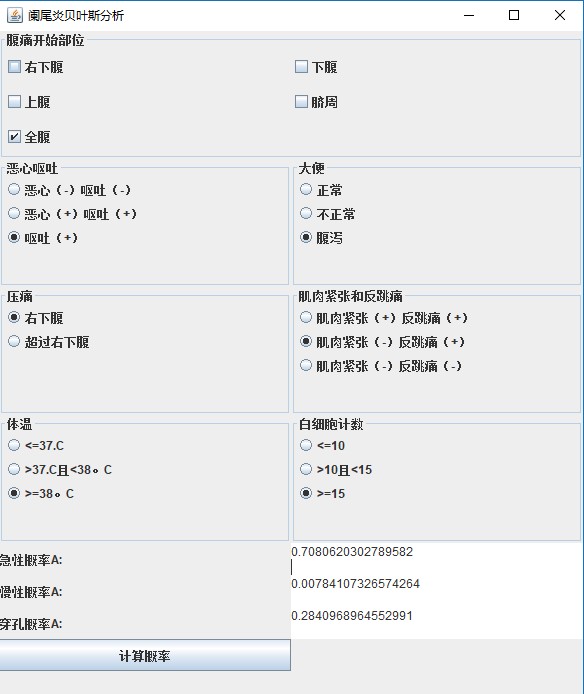 阑尾炎贝叶斯分析
腹痛开始部位
右下腹
下腹
上腹
脐周
全腹
恶心呕吐
大便
恶心（-）呕吐（-）
正常
恶心（+）呕吐（+）
不正常
呕吐（+）
腹泻
压痛
肌肉紧张和反跳痛
右下腹
肌肉紧张（+）反跳痛（+）
超过右下腹
肌肉紧张（-）反跳痛（+）
肌肉紧张（-）反跳痛（-）
体温
白细胞计数
<=37.C
<=10
>37.C且<38。C
>10且<15
>=38。C
>=15
急性概率A:
0.7080620302789582
慢性概率A:
0.00784107326574264
穿孔概率A:
0.2840968964552991
计算概率